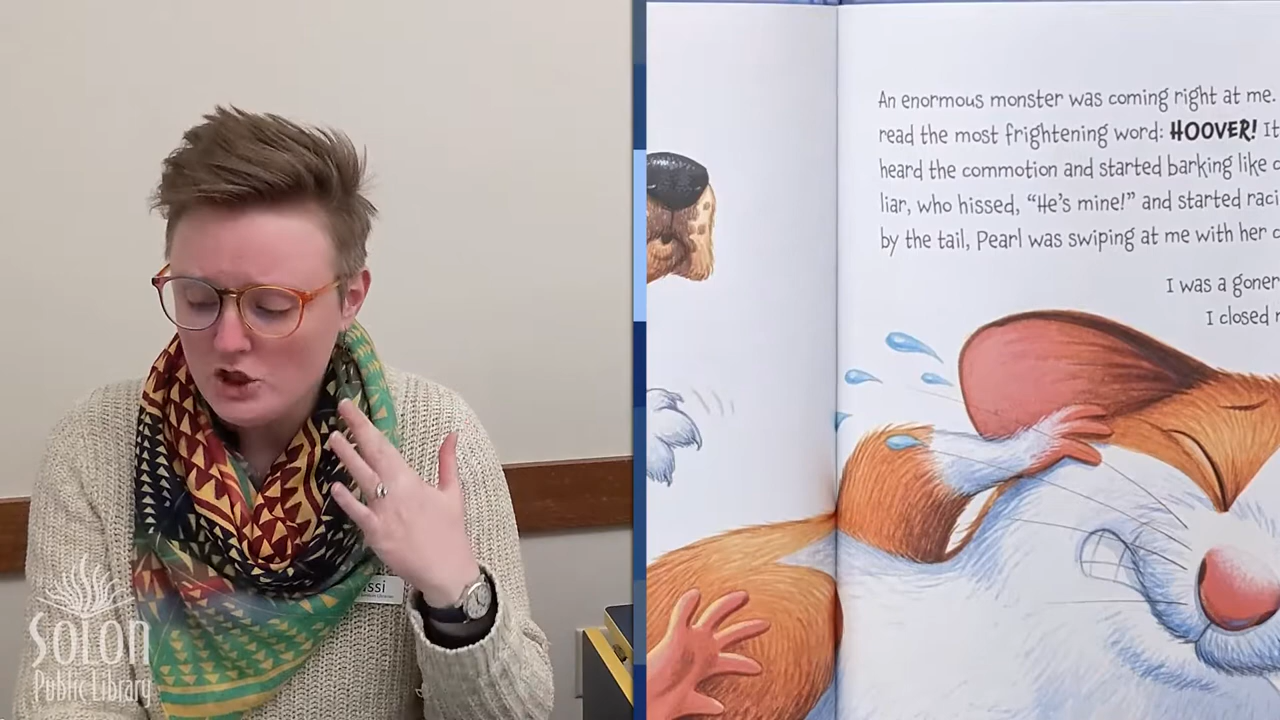 An enormous monster was coming right at me.
read the most frightening word: HOOVER! It
heard the commotion and started barking like
liar, who hissed, “He’s mine!” and started raci
by the tail, Pearl was swiping at me with her
I was a goner
I closed
ssi
SOLON
Public Library